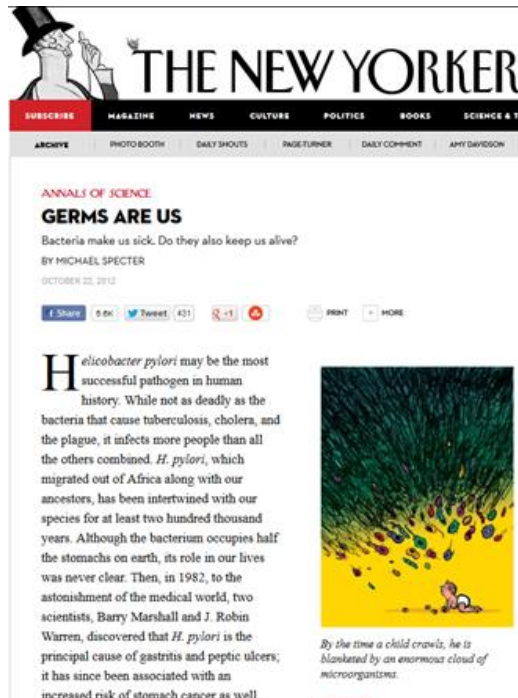 THE NEW YORKER
SUBSCRIBE MAGAZINE NEWS CULTURE POLITICS BOOKS SCIENCE & T
ARCHIVE PHOTO BOOTH DAILY SHOUTS PAGE-TURNER DAILY COMMENT AMY DAVIDSON
ANNALS OF SCIENCE
GERMS ARE US
Bacteria make us sick. Do they also keep us alive?
BY MICHAEL SPECTER
OCTOBER 22, 2012
f Share 6.6K Tweet 431 +1 PRINT + MORE
Helicobacter pylori may be the most
successful pathogen in human
history. While not as deadly as the
bacteria that cause tuberculosis, cholera, and
the plague, it infects more people than all
the others combined. H. pylori, which
migrated out of Africa along with our
ancestors, has been intertwined with our
species for at least two hundred thousand
years. Although the bacterium occupies half
the stomachs on earth, its role in our lives
was never clear. Then, in 1982, to the
astonishment of the medical world, two
scientists, Barry Marshall and J. Robin
Warren, discovered that H. pylori is the
principal cause of gastritis and peptic ulcers;
it has since been associated with an
increased risk of stomach cancer as well
By the time a child crawls, he is
blanketed by an enormous cloud of
microorganisms.